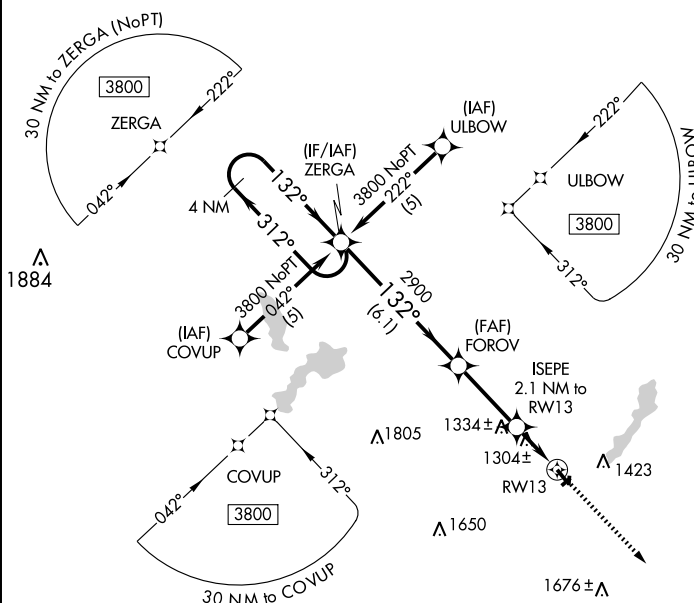 30 NM to ZERGA (NoPT)
3800
222°
ZERGA
042°
(IAF)
ULBOW
(IF/IAF)
ZERGA
3800 NoPT
222°
(5)
222°
ULBOW
3800
312°
30 NM to ULBOW
4 NM
132°
312°
1884
3800 NoPT
042°
(5)
(IAF)
COVUP
2900
132°
(6.1)
(FAF)
FOROV
ISEPE
2.1 NM to
RW13
1334±
1304±
1805
RW13
1423
COVUP
042°
312°
3800
30 NM to COVUP
1650
1676±